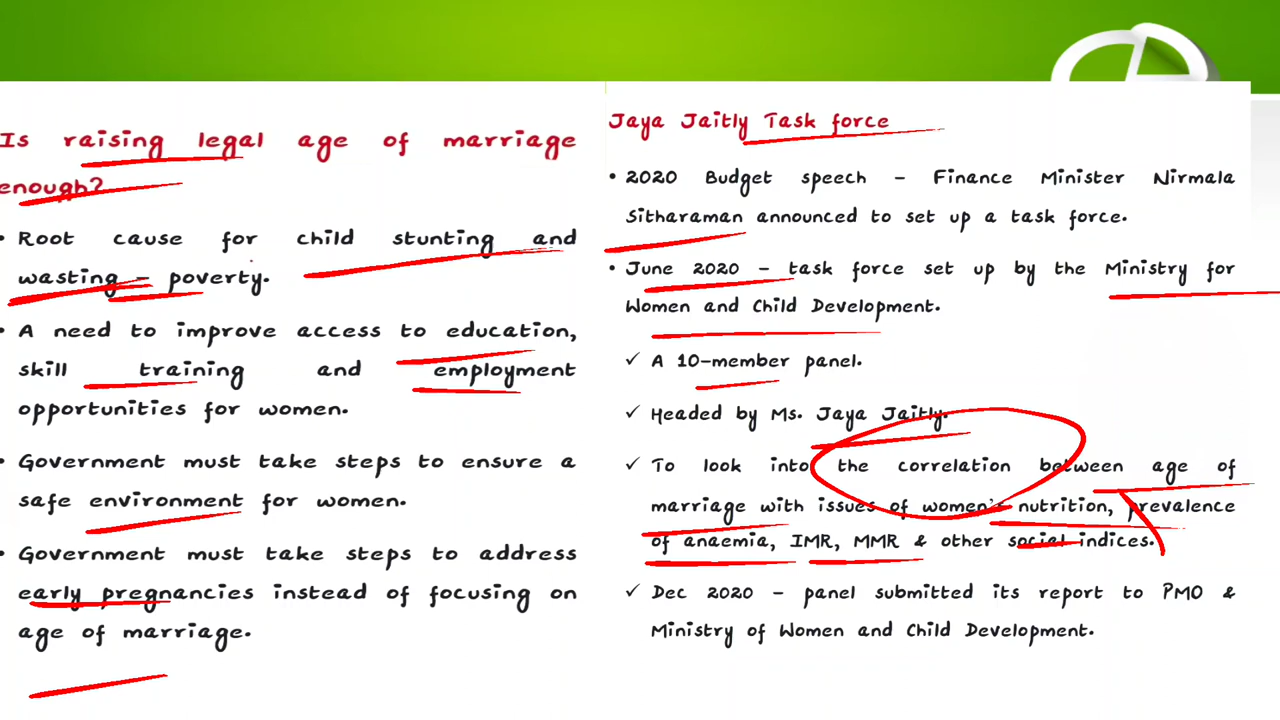 Is raising legal age of marriage
enough?
• Root cause for child stunting and
wasting - poverty.
• A need to improve access to education,
skill training and employment
opportunities for women.
• Government must take steps to ensure a
safe environment for women.
• Government must take steps to address
early pregnancies instead of focusing on
age of marriage.
Jaya Jaitly Task force
• 2020 Budget speech - Finance Minister Nirmala
Sitharaman announced to set up a task force.
• June 2020 - task force set up by the Ministry for
Women and Child Development.
✓ A 10-member panel.
✓ Headed by Ms. Jaya Jaitly.
✓ To look into the correlation between age of
marriage with issues of women's nutrition, prevalence
of anaemia, IMR, MMR & other social indices.
✓ Dec 2020 - panel submitted its report to PMO &
Ministry of Women and Child Development.